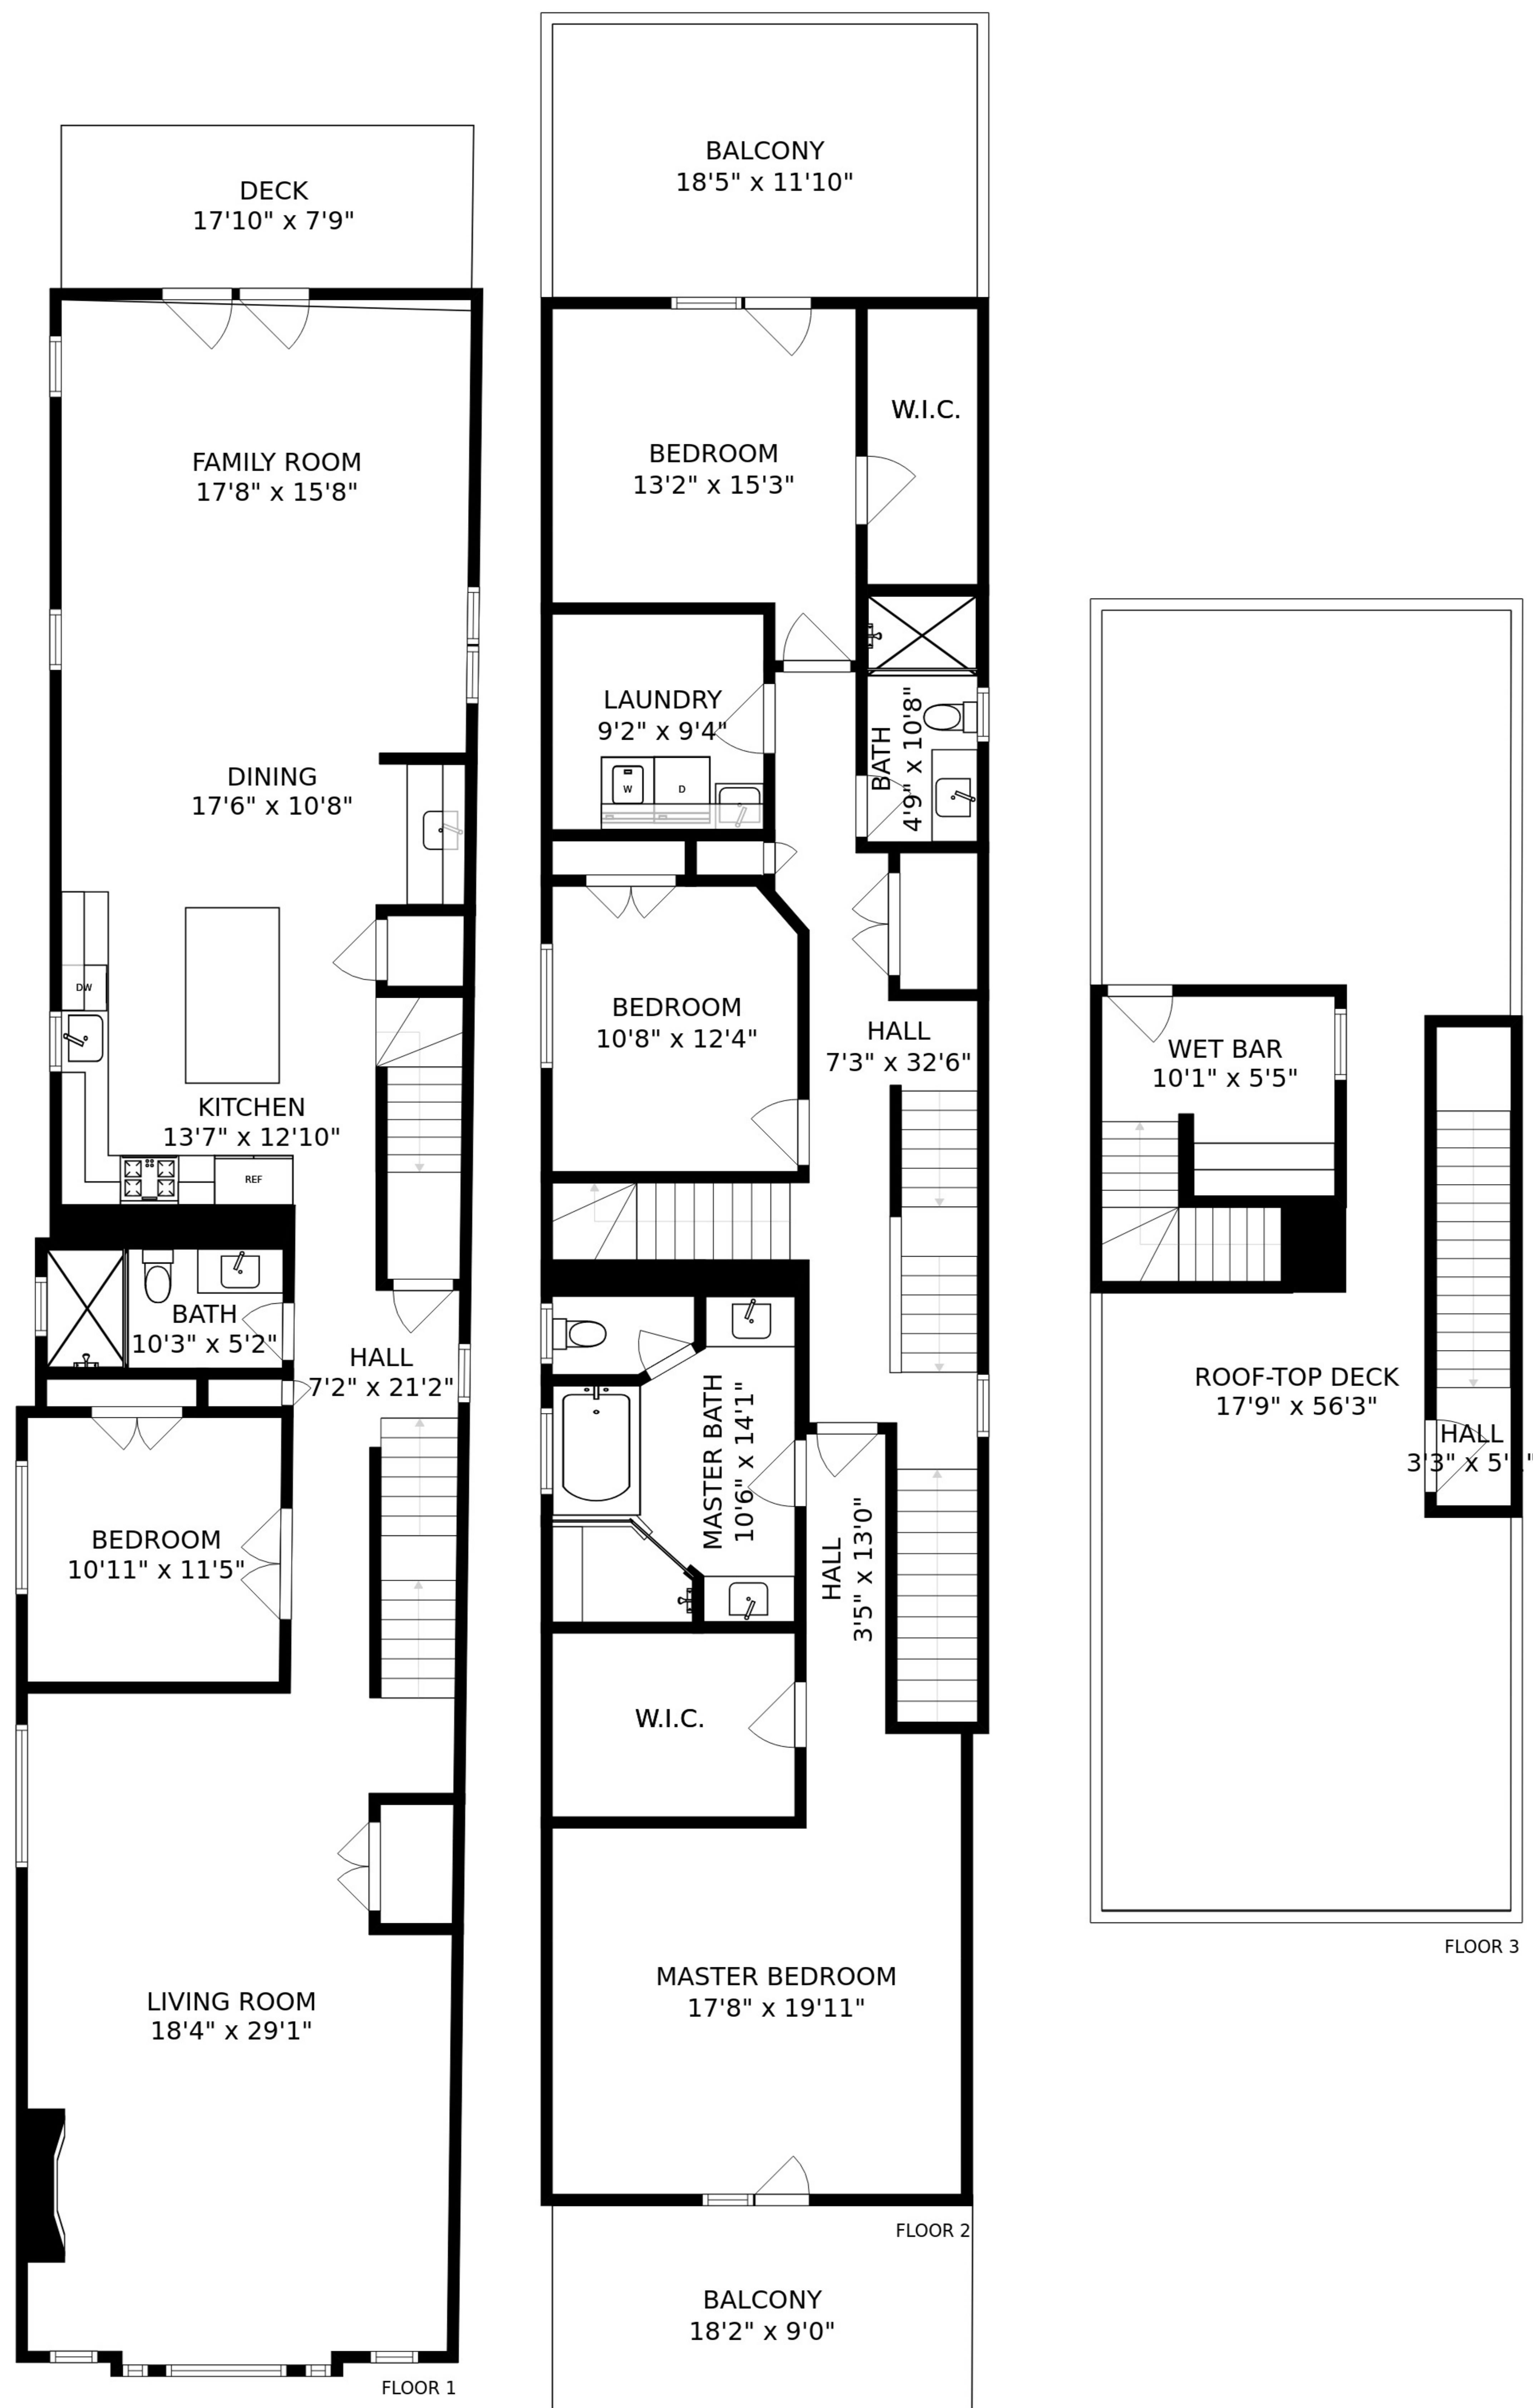 DECK
17'10" x 7'9"
FAMILY ROOM
17'8" x 15'8"
DINING
17'6" x 10'8"
DW
KITCHEN
13'7" x 12'10"
REF
BATH
10'3" x 5'2"
HALL
7'2" x 21'2"
BEDROOM
10'11" x 11'5"
LIVING ROOM
18'4" x 29'1"
FLOOR 1
BALCONY
18'5" x 11'10"
W.I.C.
BEDROOM
13'2" x 15'3"
LAUNDRY
9'2" x 9'4"
W
D
BATH
4'9" x 10'8"
BEDROOM
10'8" x 12'4"
HALL
7'3" x 32'6"
MASTER BATH
10'6" x 14'1"
HALL
3'5" x 13'0"
W.I.C.
MASTER BEDROOM
17'8" x 19'11"
FLOOR 2
BALCONY
18'2" x 9'0"
WET BAR
10'1" x 5'5"
ROOF-TOP DECK
17'9" x 56'3"
HALL
3'3" x
FLOOR 3